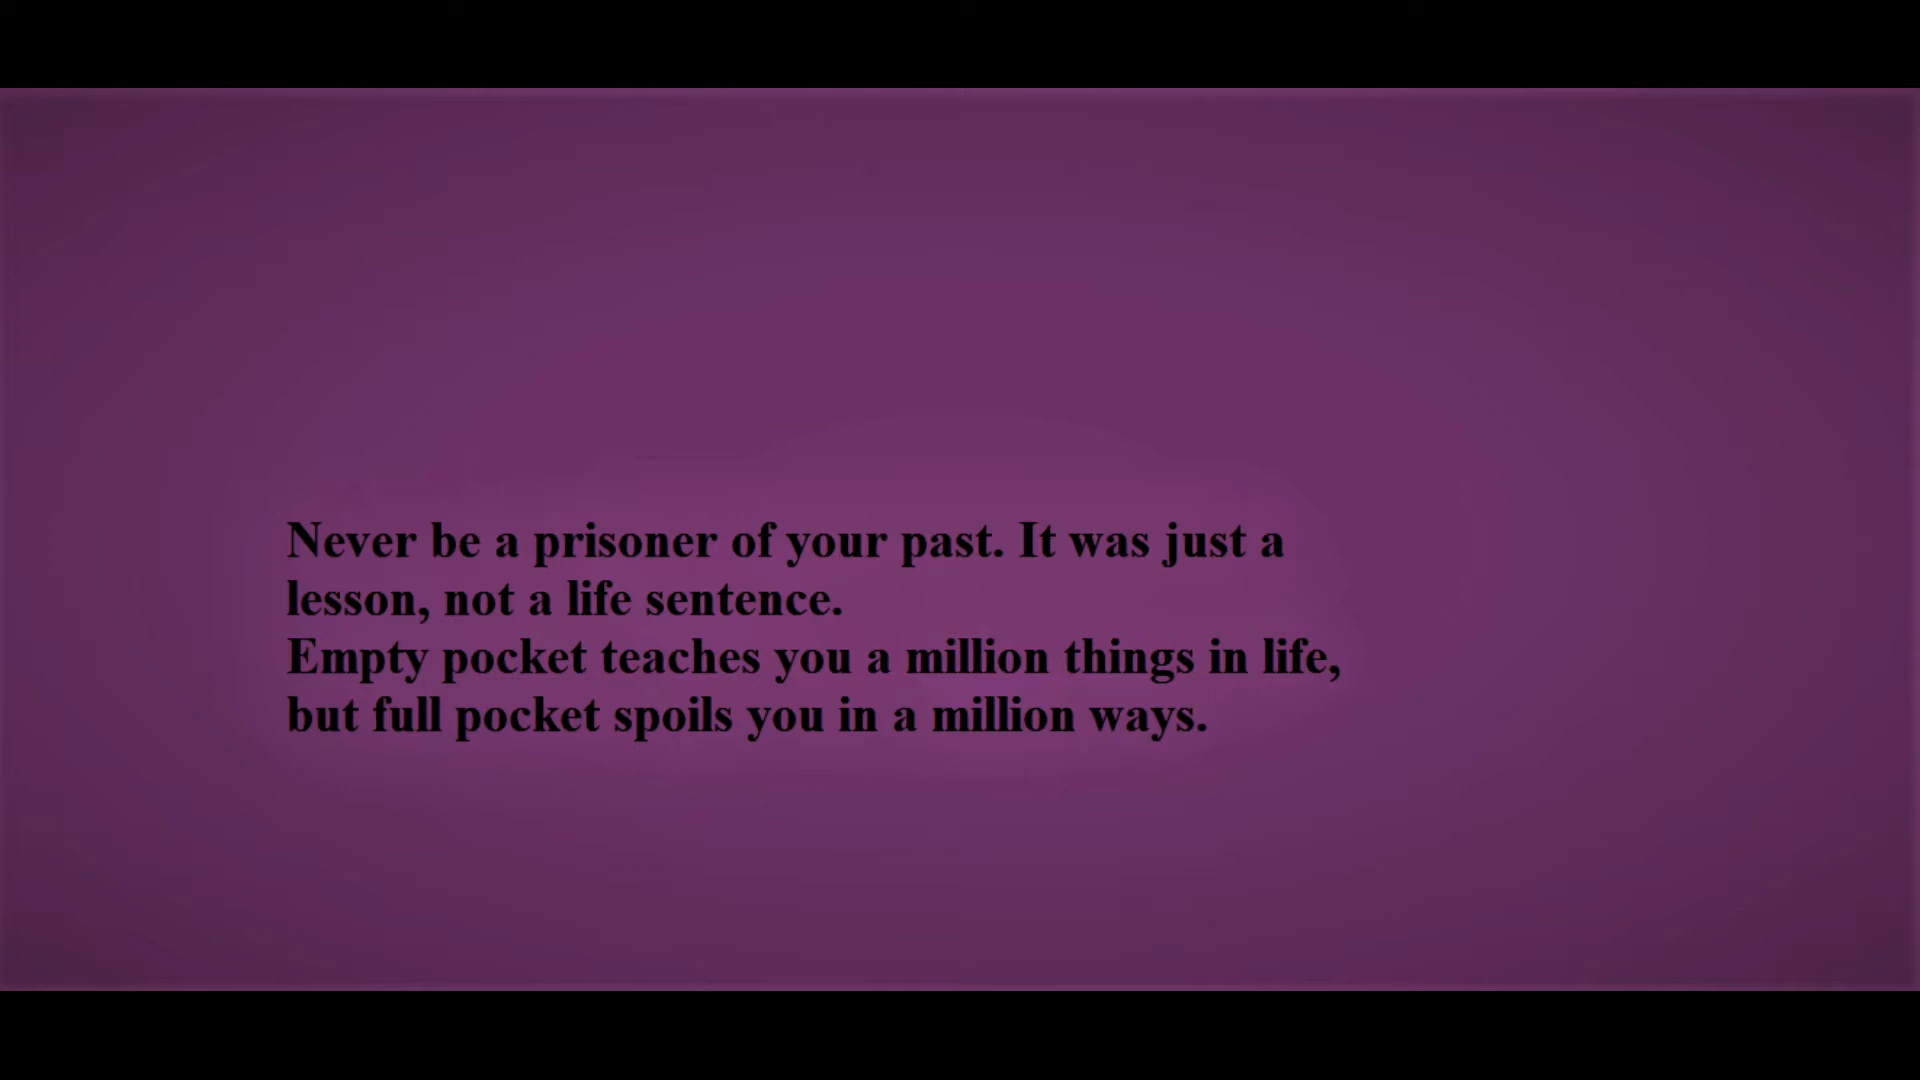 Never be a prisoner of your past. It was just a
lesson, not a life sentence.
Empty pocket teaches you a million things in life,
but full pocket spoils you in a million ways.